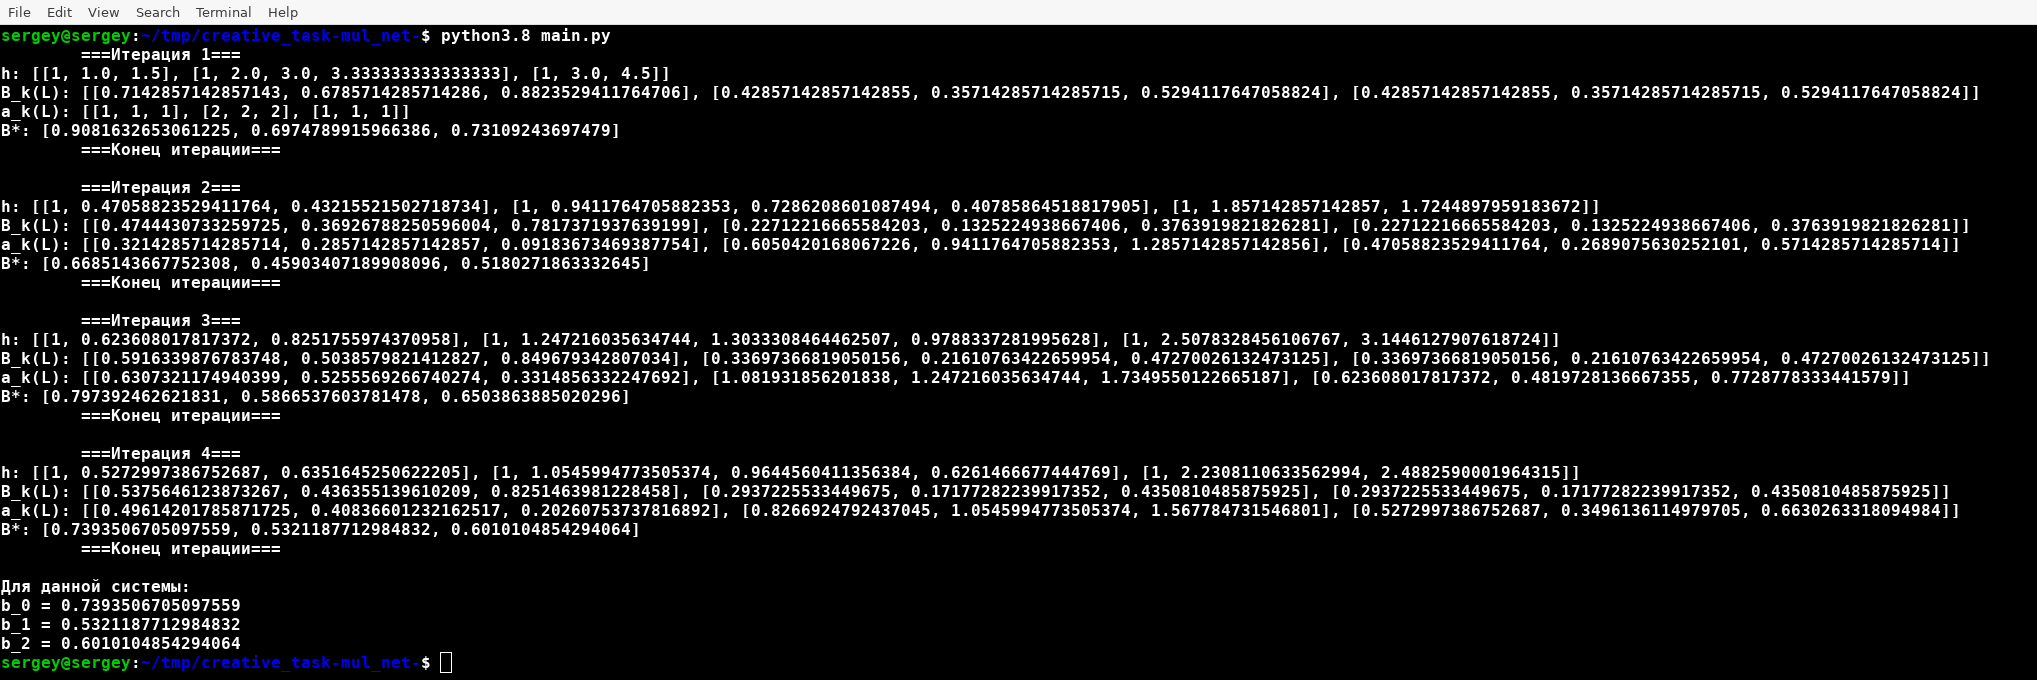 File Edit View Search Terminal Help
sergey@sergey:~/tmp/creative_task-mul_net-$ python3.8 main.py
===Итерация 1===
h: [[1, 1.0, 1.5], [1, 2.0, 3.0, 3.333333333333333], [1, 3.0, 4.5]]
B_k(L): [[0.7142857142857143, 0.6785714285714286, 0.8823529411764706], [0.42857142857142855, 0.35714285714285715, 0.5294117647058824], [0.42857142857142855, 0.35714285714285715, 0.5294117647058824]]
a_k(L): [[1, 1, 1], [2, 2, 2], [1, 1, 1]]
B*: [0.9081632653061225, 0.6974789915966386, 0.73109243697479]
===Конец итерации===
===Итерация 2===
h: [[1, 0.47058823529411764, 0.43215521502718734], [1, 0.9411764705882353, 0.7286208601087494, 0.40785864518817905], [1, 1.857142857142857, 1.7244897959183672]]
B_k(L): [[0.4744430733259725, 0.36926788250596004, 0.7817371937639199], [0.22712216665584203, 0.1325224938667406, 0.3763919821826281], [0.22712216665584203, 0.1325224938667406, 0.3763919821826281]]
a_k(L): [[0.3214285714285714, 0.2857142857142857, 0.09183673469387754], [0.6050420168067226, 0.9411764705882353, 1.2857142857142856], [0.47058823529411764, 0.2689075630252101, 0.5714285714285714]]
B*: [0.6685143667752308, 0.45903407189908096, 0.5180271863332645]
===Конец итерации===
===Итерация 3===
h: [[1, 0.623608017817372, 0.8251755974370958], [1, 1.247216035634744, 1.3033308464462507, 0.9788337281995628], [1, 2.5078328456106767, 3.1446127907618724]]
B_k(L): [[0.5916339876783748, 0.5038579821412827, 0.849679342807034], [0.33697366819050156, 0.21610763422659954, 0.47270026132473125], [0.33697366819050156, 0.21610763422659954, 0.47270026132473125]]
a_k(L): [[0.6307321174940399, 0.5255569266740274, 0.3314856332247692], [1.081931856201838, 1.247216035634744, 1.7349550122665187], [0.623608017817372, 0.4819728136667355, 0.7728778333441579]]
B*: [0.797392462621831, 0.5866537603781478, 0.6503863885020296]
===Конец итерации===
===Итерация 4===
h: [[1, 0.5272997386752687, 0.6351645250622205], [1, 1.0545994773505374, 0.9644560411356384, 0.6261466677444769], [1, 2.2308110633562994, 2.4882590001964315]]
B_k(L): [[0.5375646123873267, 0.436355139610209, 0.8251463981228458], [0.2937225533449675, 0.17177282239917352, 0.4350810485875925], [0.2937225533449675, 0.17177282239917352, 0.4350810485875925]]
a_k(L): [[0.49614201785871725, 0.40836601232162517, 0.20260753737816892], [0.8266924792437045, 1.0545994773505374, 1.567784731546801], [0.5272997386752687, 0.3496136114979705, 0.6630263318094984]]
B*: [0.7393506705097559, 0.5321187712984832, 0.6010104854294064]
===Конец итерации===
Для данной системы:
b_0 = 0.7393506705097559
b_1 = 0.5321187712984832
b_2 = 0.6010104854294064
sergey@sergey:~/tmp/creative_task-mul_net-$